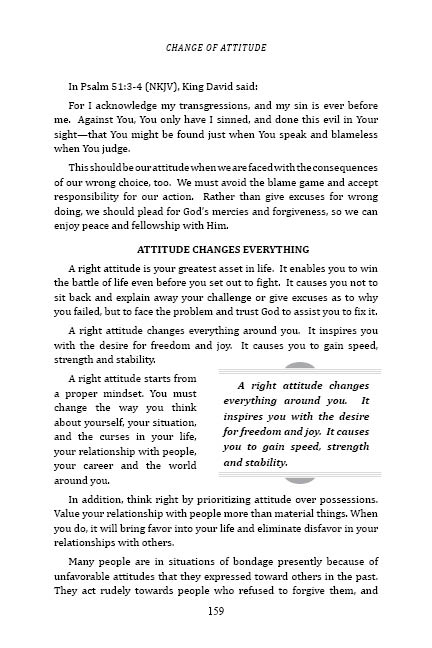 CHANGE OF ATTITUDE
In Psalm 51:3-4 (NKJV), King David said:
For I acknowledge my transgressions, and my sin is ever before
me.  Against You, You only have I sinned, and done this evil in Your
sight—that You might be found just when You speak and blameless
when You judge.
This should be our attitude when we are faced with the consequences
of our wrong choice, too.  We must avoid the blame game and accept
responsibility for our action.  Rather than give excuses for wrong
doing, we should plead for God's mercies and forgiveness, so we can
enjoy peace and fellowship with Him.
ATTITUDE CHANGES EVERYTHING
A right attitude is your greatest asset in life.  It enables you to win
the battle of life even before you set out to fight.  It causes you not to
sit back and explain away your challenge or give excuses as to why
you failed, but to face the problem and trust God to assist you to fix it.
A right attitude changes everything around you.  It inspires you
with the desire for freedom and joy.  It causes you to gain speed,
strength and stability.
A right attitude starts from
a proper mindset. You must
change the way you think
about yourself, your situation,
and the curses in your life,
your relationship with people,
your career and the world
around you.
A right attitude changes
everything around you.  It
inspires you with the desire
for freedom and joy. It causes
you to gain speed, strength
and stability.
In addition, think right by prioritizing attitude over possessions.
Value your relationship with people more than material things. When
you do, it will bring favor into your life and eliminate disfavor in your
relationships with others.
Many people are in situations of bondage presently because of
unfavorable attitudes that they expressed toward others in the past.
They act rudely towards people who refused to forgive them, and
159